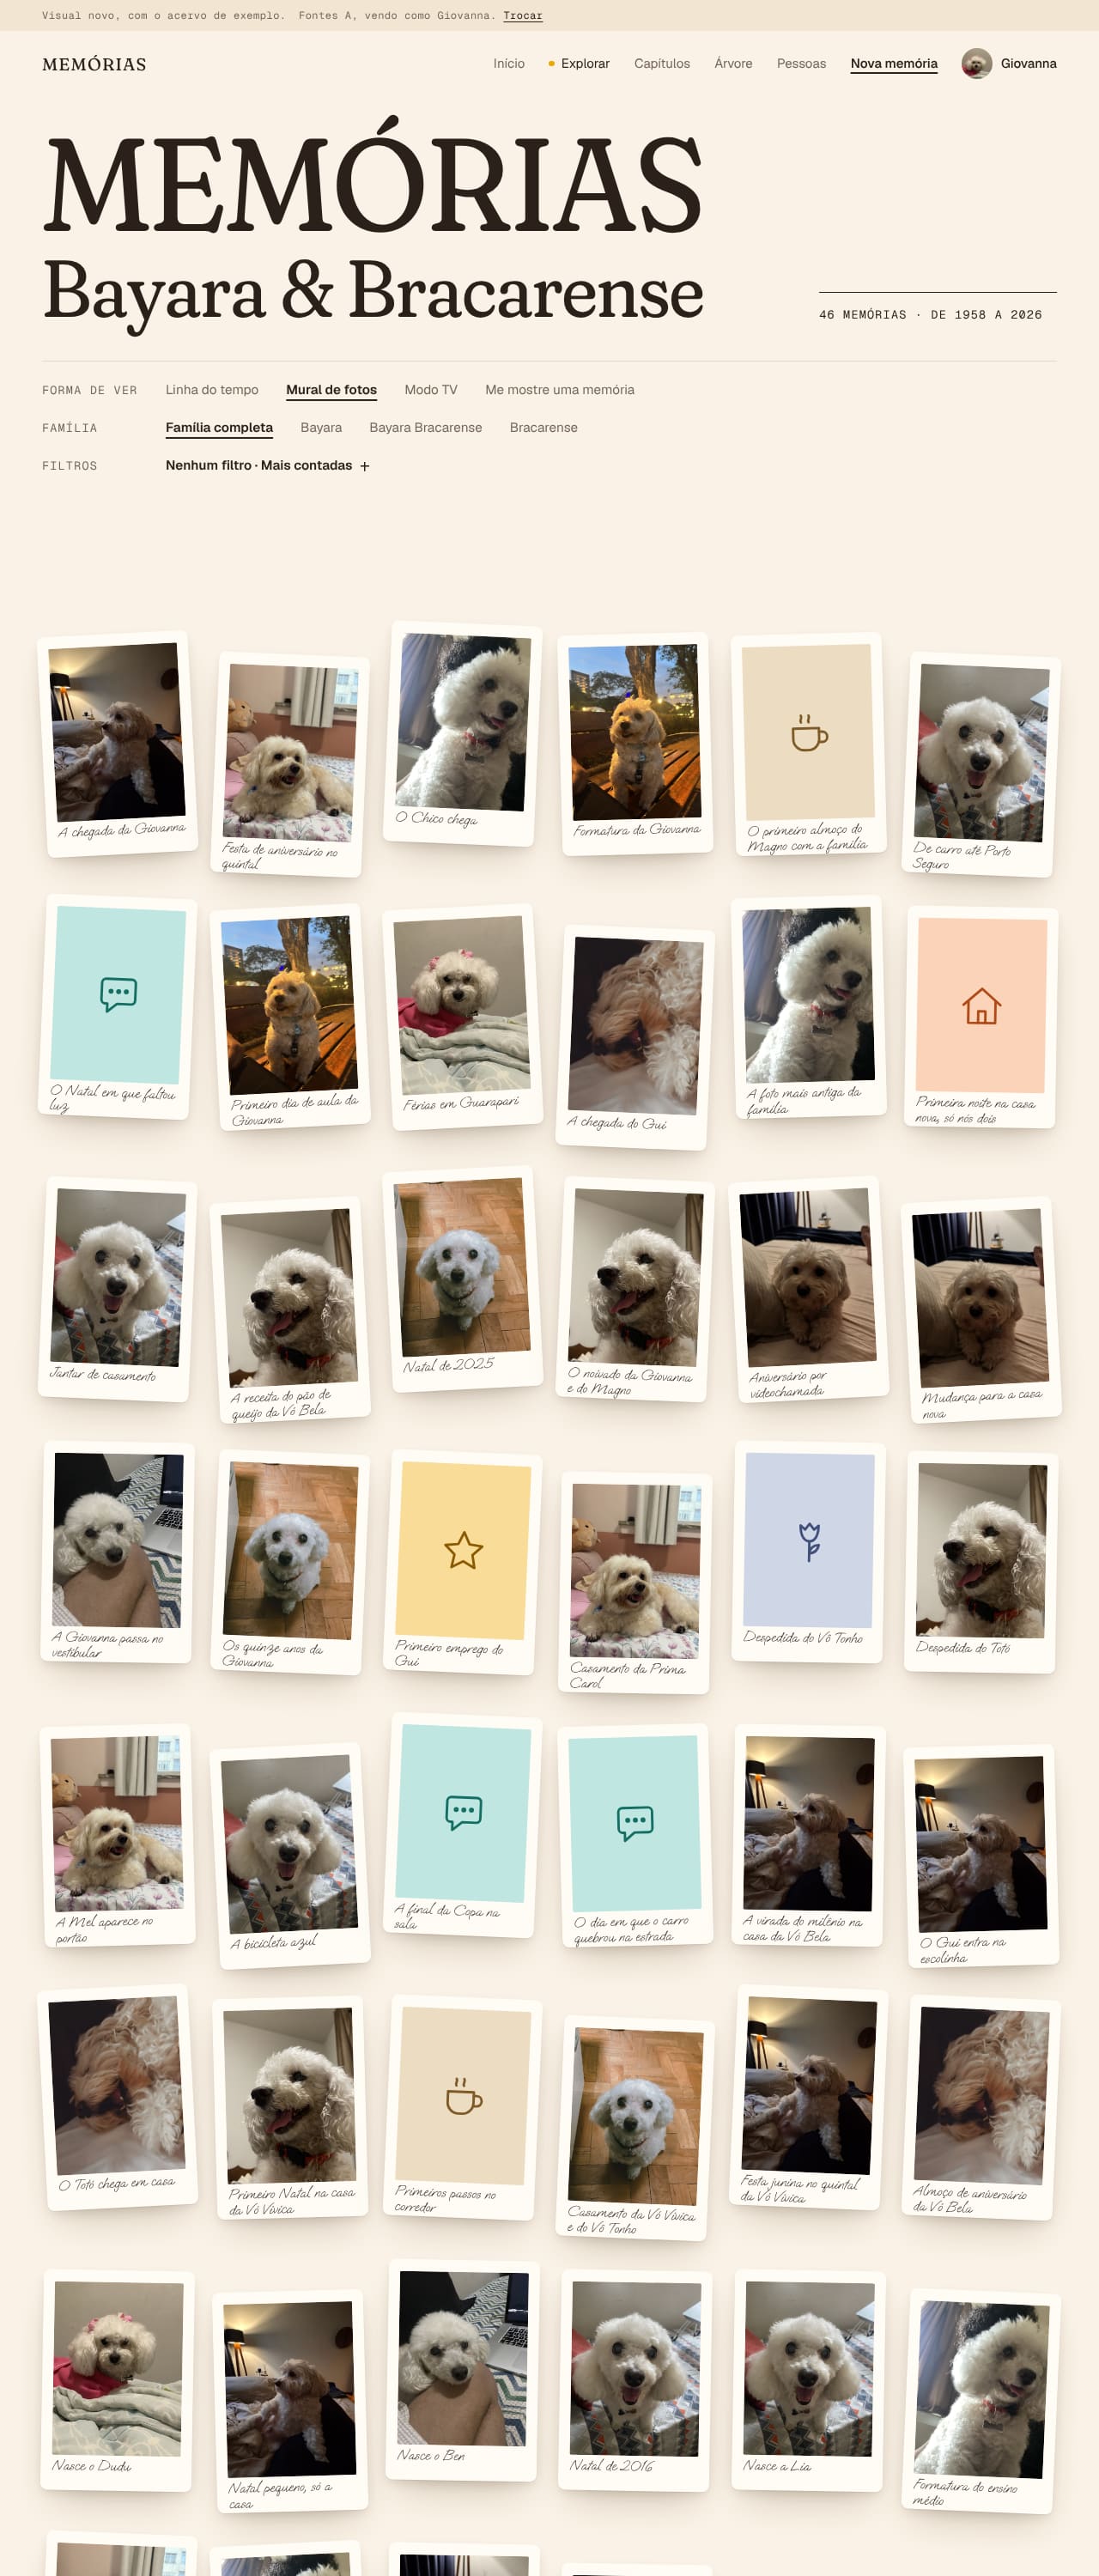 Visual novo, com o acervo de exemplo. Fontes A, vendo como Giovanna. Trocar
MEMÓRIAS
Início Explorar Capítulos Árvore Pessoas Nova memória Giovanna
MEMÓRIAS
Bayara & Bracarense
46 MEMÓRIAS · DE 1958 A 2026
FORMA DE VER Linha do tempo Mural de fotos Modo TV Me mostre uma memória
FAMÍLIA Família completa Bayara Bayara Bracarense Bracarense
FILTROS Nenhum filtro · Mais contadas +
A chegada da Giovanna
Festa de aniversário no
quintal
O Chico chega
Formatura da Giovanna
O primeiro almoço do
Magno com a família
De carro até Porto
Seguro
O Natal em que faltou
luz
Primeiro dia de aula da
Giovanna
Férias em Guarapari
A chegada do Gui
A foto mais antiga da
família
Primeira noite na casa
nova, só nós dois
Jantar de casamento
A receita do pão de
queijo da Vó Bela
Natal de 2025
O noivado da Giovanna
e do Magno
Aniversário por
videochamada
Mudança para a casa
nova
A Giovanna passa no
vestibular
Os quinze anos da
Giovanna
Primeiro emprego do
Gui
Casamento da Prima
Carol
Despedida do Vô Tonho
Despedida do Totó
A Mel aparece no
portão
A bicicleta azul
A final da Copa na
sala
O dia em que o carro
quebrou na estrada
A virada do milênio na
casa da Vó Bela
O Gui entra na
escolinha
O Totó chega em casa
Primeiro Natal na casa
da Vó Vivica
Primeiros passos no
corredor
Casamento da Vó Vivica
e do Vô Tonho
Festa junina no quintal
da Vó Vivica
Almoço de aniversário
da Vó Bela
Nasce o Dudu
Natal pequeno, só a
casa
Nasce o Ben
Natal de 2016
Nasce a Lia
Formatura do ensino
médio